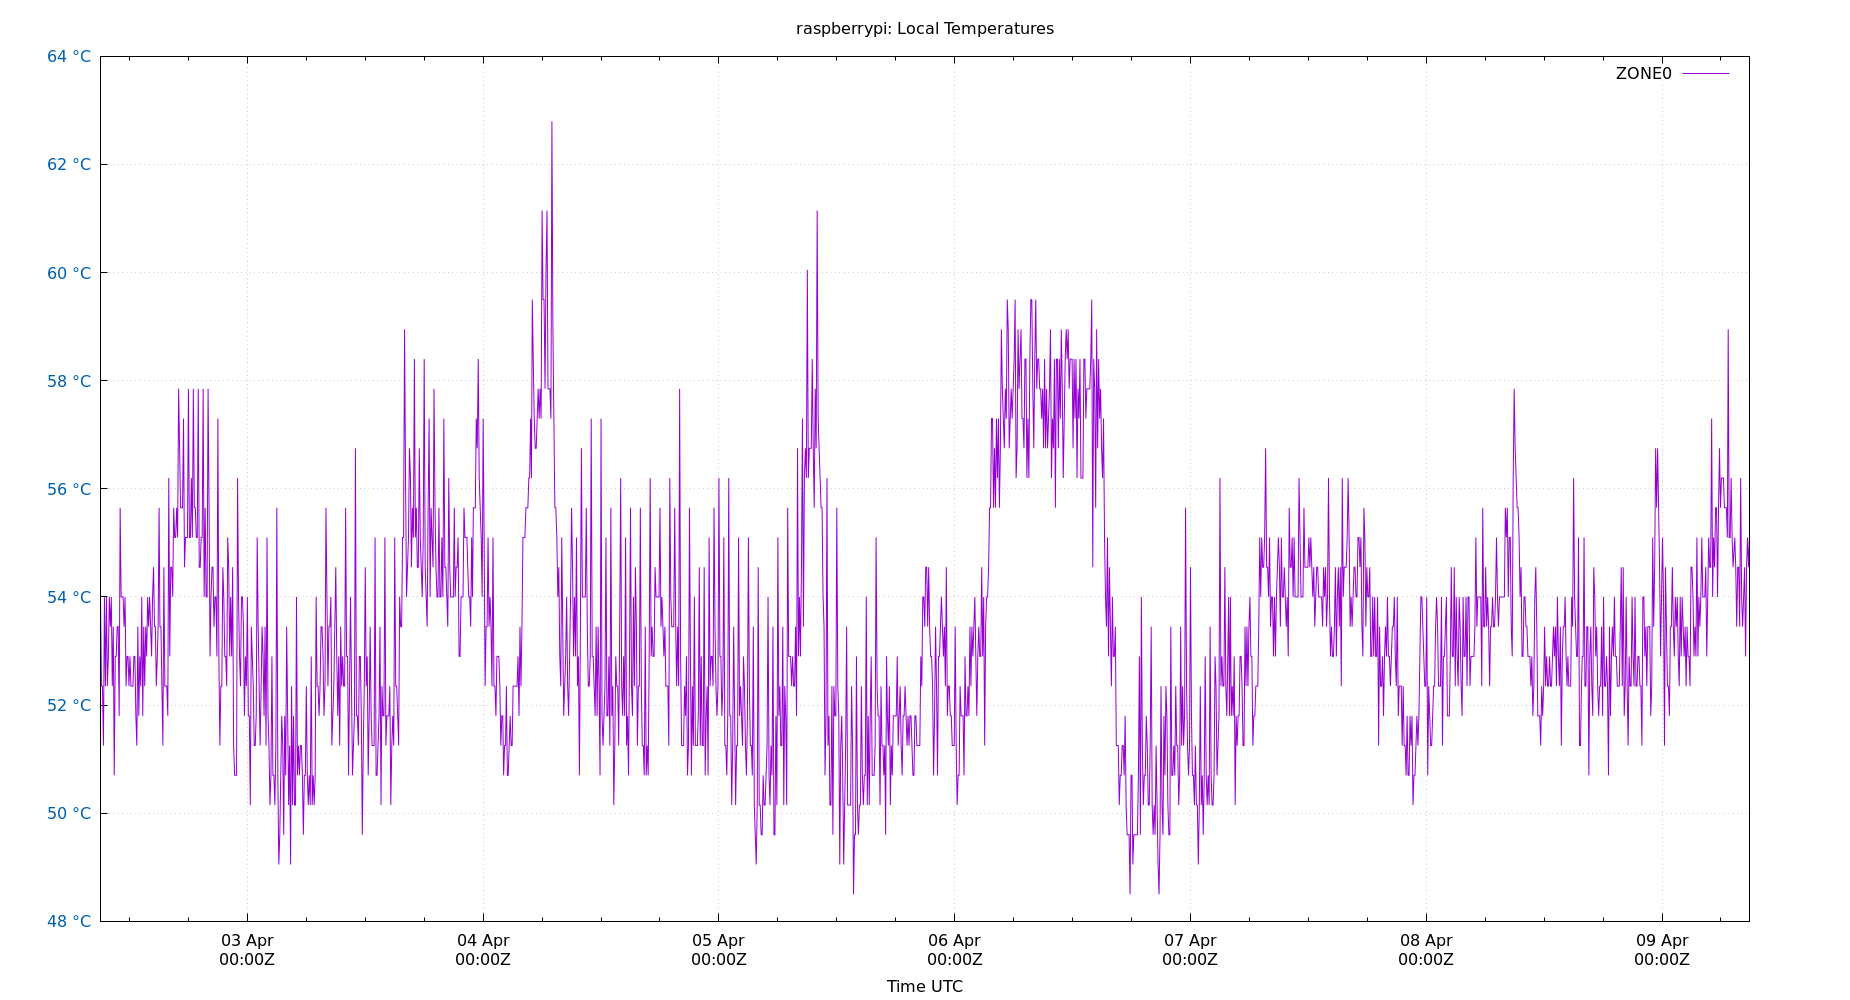 raspberrypi: Local Temperatures
64 °C
ZONE0
62 °C
60 °C
58 °C
56 °C
54 °C
52 °C
50 °C
48 °C
03 Apr 04 Apr 05 Apr 06 Apr 07 Apr 08 Apr 09 Apr
00:00Z 00:00Z 00:00Z 00:00Z 00:00Z 00:00Z 00:00Z
Time UTC